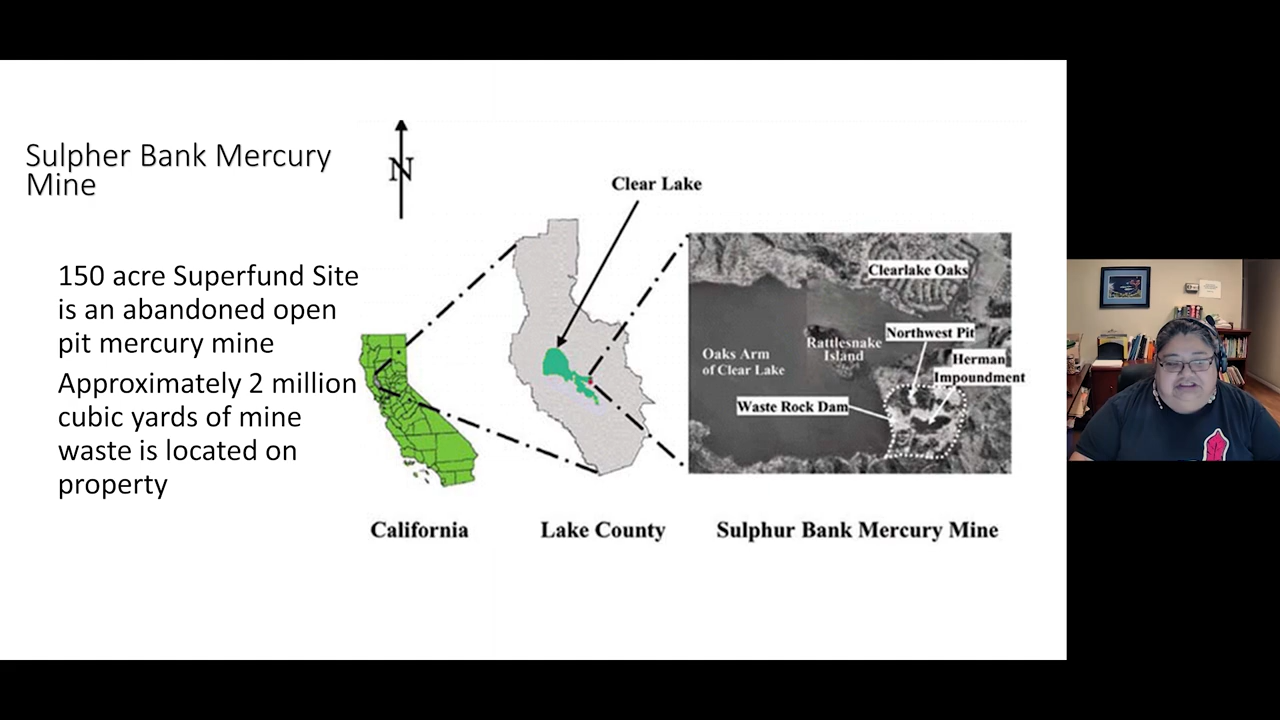 Sulpher Bank Mercury
Mine
150 acre Superfund Site
is an abandoned open
pit mercury mine
Approximately 2 million
cubic yards of mine
waste is located on
property
N
Clear Lake
Clearlake Oaks
Northwest Pit
Rattlesnake
Island
Herman
Impoundment
Oaks Arm
of Clear Lake
Waste Rock Dam
California
Lake County
Sulphur Bank Mercury Mine